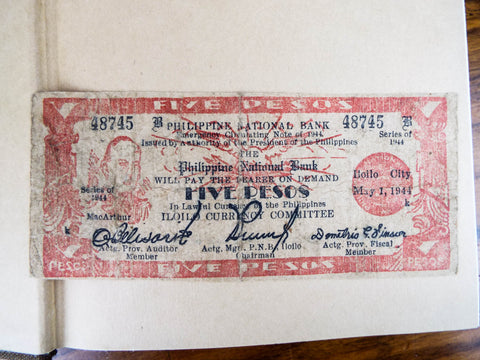 FIVE PESOS
48745 B PHILIPPINE NATIONAL BANK 48745 B
Emergency Circulating Note of 1944 Series of
Issued by Authority of the President of the Philippines 1944
THE
Philippine National Bank Iloilo City,
WILL PAY THE BEARER ON DEMAND
Series of FIVE PESOS May 1, 1944
1944
In Lawful Currency of the Philippines k
MacArthur ILOILO CURRENCY COMMITTEE
k
Actg. Prov. Auditor Actg. Mgr. P.N.B. Iloilo Actg. Prov. Fiscal
Member Chairman Member
PESOS FIVE PESOS PESOS